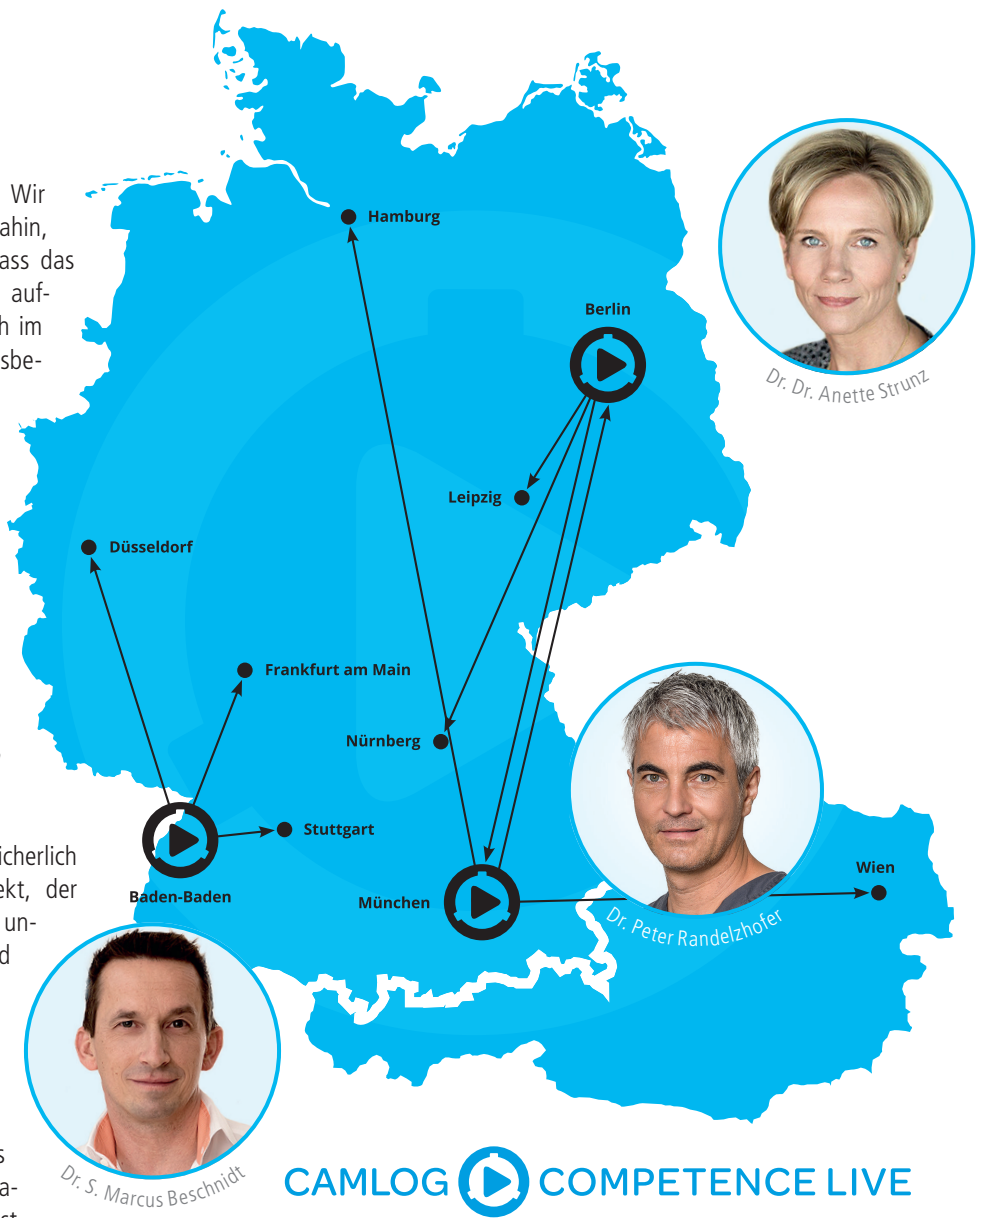 Wir
ahin,
ass das
auf-
h im
sbe-
Hamburg
Berlin
Dr. Dr. Anette Strunz
Leipzig
Düsseldorf
Frankfurt am Main
Nürnberg
Stuttgart
icherlich
ekt, der
un-
d
Baden-Baden
München
Wien
Dr. Peter Randelzhofer
s
a-
st
Dr. S. Marcus Beschnidt
CAMLOG COMPETENCE LIVE